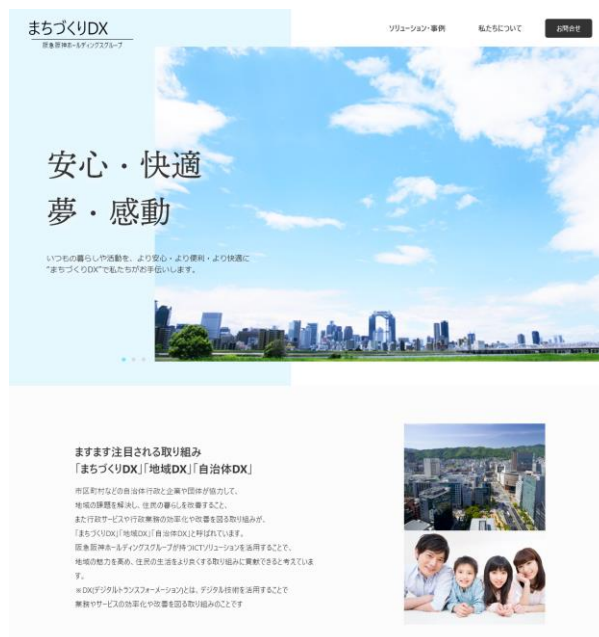 まちづくりDX
阪急阪神ホールディングスグループ
ソリューション・事例
私たちについて
お問合せ
安心・快適
夢・感動
いつもの暮らしや活動を、より安心・より便利・より快適に
"まちづくりDX"で私たちがお手伝いします。
ますます注目される取り組み
「まちづくりDX」「地域DX」「自治体DX」
市区町村などの自治体行政と企業や団体が協力して、
地域の課題を解決し、住民の暮らしを改善すること、
また行政サービスや行政業務の効率化や改善を図る取り組みが、
「まちづくりDX」「地域DX」「自治体DX」と呼ばれています。
阪急阪神ホールディングスグループが持つICTソリューションを活用することで、
地域の魅力を高め、住民の生活をより良くする取り組みに貢献できると考えていま
す。
※DX(デジタルトランスフォーメーション)とは、デジタル技術を活用することで
業務やサービスの効率化や改善を図る取り組みのことです